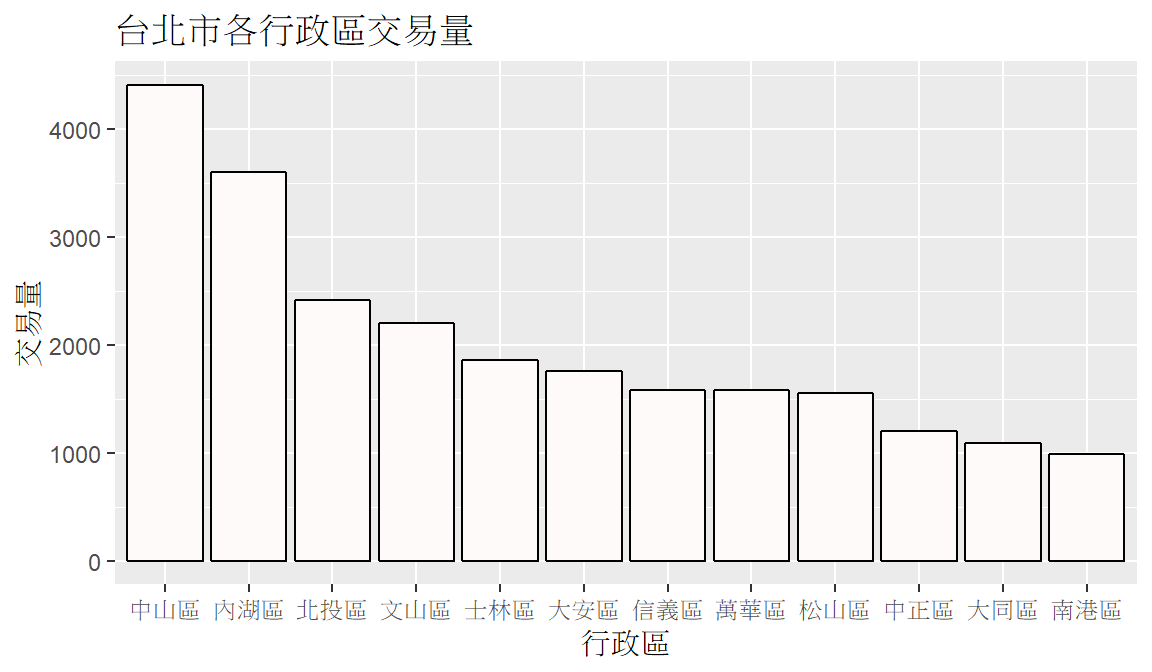 台北市各行政區交易量
交易量
4000
3000
2000
1000
0
中山區 內湖區 北投區 文山區 士林區 大安區 信義區 萬華區 松山區 中正區 大同區 南港區
行政區